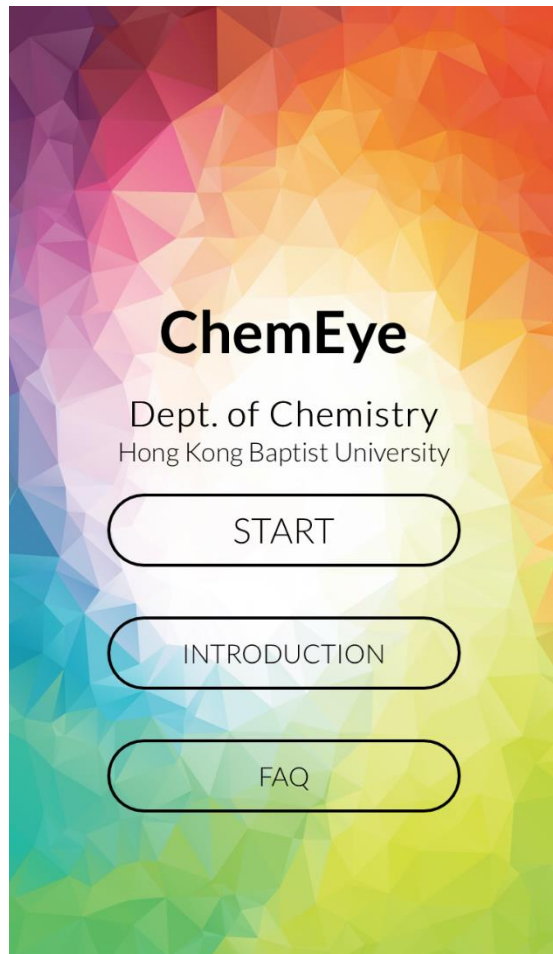 ChemEye
Dept. of Chemistry
Hong Kong Baptist University
START
INTRODUCTION
FAQ